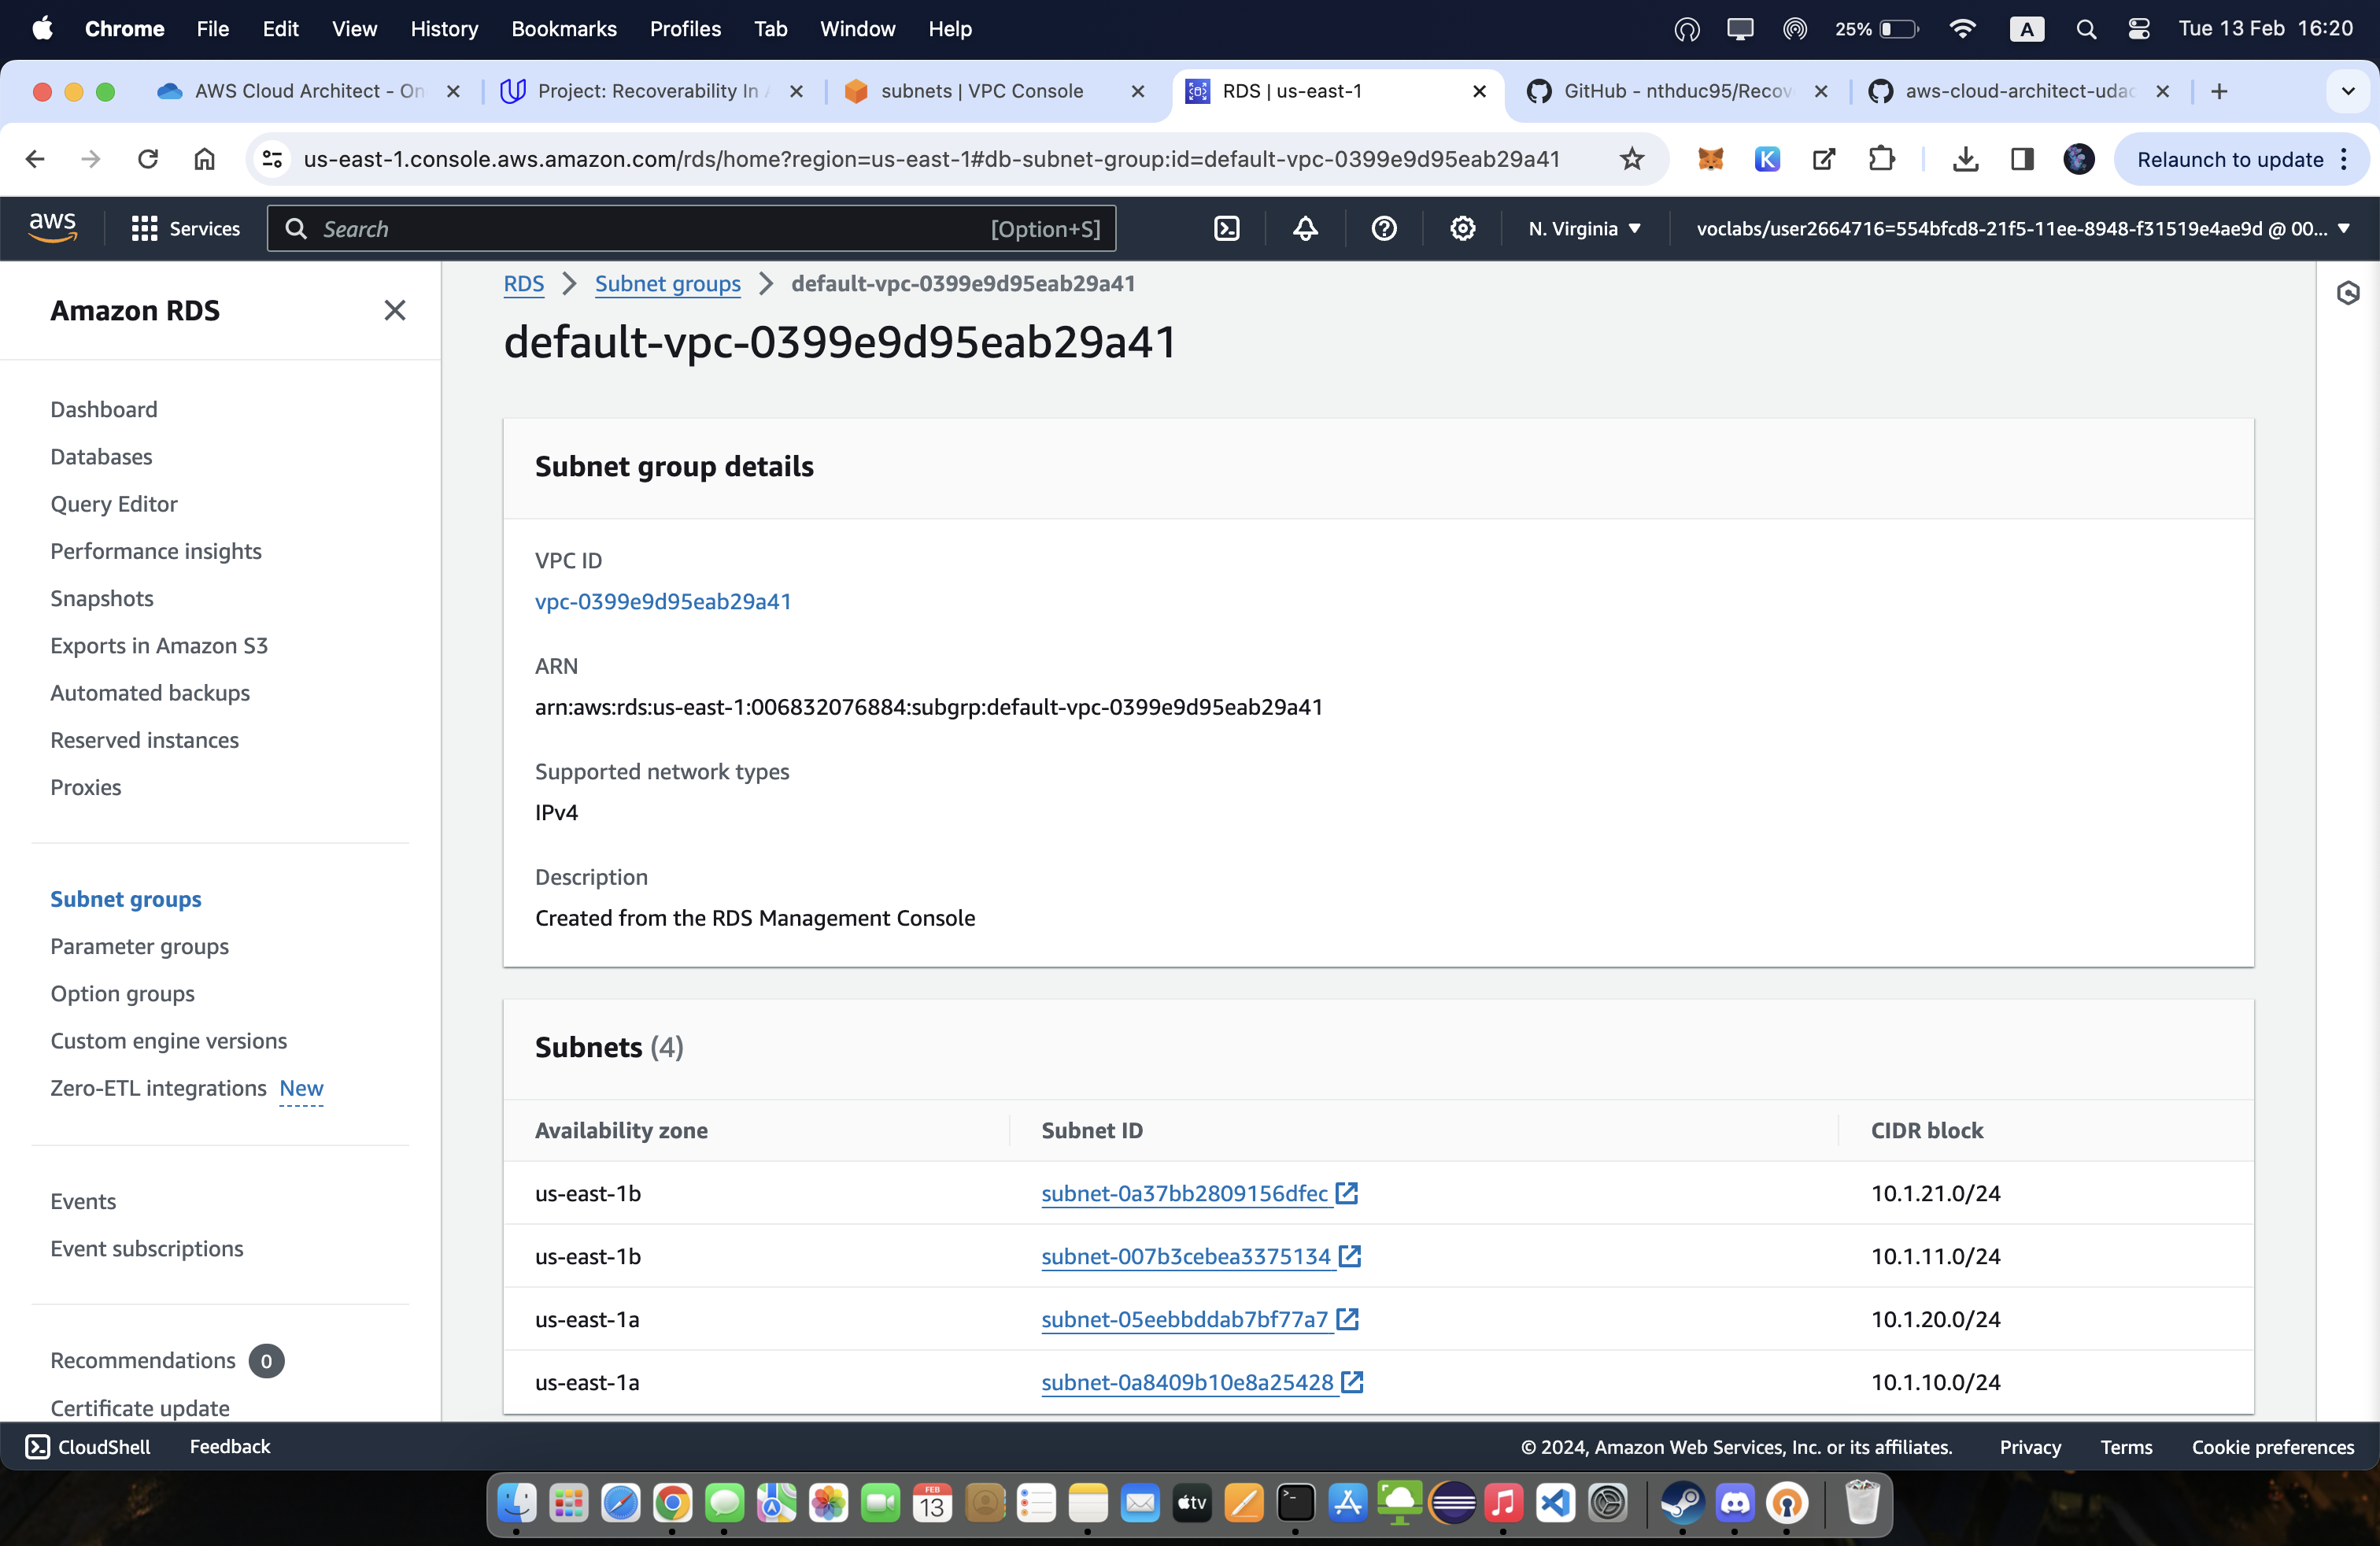 Chrome File Edit View History Bookmarks Profiles Tab Window Help 25% A Tue 13 Feb 16:20
AWS Cloud Architect - On Project: Recoverability In A subnets | VPC Console RDS | us-east-1 GitHub - nthduc95/Recov aws-cloud-architect-udac
us-east-1.console.aws.amazon.com/rds/home?region=us-east-1#db-subnet-group:id=default-vpc-0399e9d95eab29a41 K Relaunch to update
aws Services Search [Option+S] N. Virginia voclabs/user2664716=554bfcd8-21f5-11ee-8948-f31519e4ae9d @ 00...
Amazon RDS
Dashboard
Databases
Query Editor
Performance insights
Snapshots
Exports in Amazon S3
Automated backups
Reserved instances
Proxies
Subnet groups
Parameter groups
Option groups
Custom engine versions
Zero-ETL integrations New
Events
Event subscriptions
Recommendations 0
Certificate update
RDS Subnet groups default-vpc-0399e9d95eab29a41
default-vpc-0399e9d95eab29a41
Subnet group details
VPC ID
vpc-0399e9d95eab29a41
ARN
arn:aws:rds:us-east-1:006832076884:subgrp:default-vpc-0399e9d95eab29a41
Supported network types
IPv4
Description
Created from the RDS Management Console
Subnets (4)
Availability zone Subnet ID CIDR block
us-east-1b subnet-0a37bb2809156dfec 10.1.21.0/24
us-east-1b subnet-007b3cebea3375134 10.1.11.0/24
us-east-1a subnet-05eebbddab7bf77a7 10.1.20.0/24
us-east-1a subnet-0a8409b10e8a25428 10.1.10.0/24
CloudShell Feedback © 2024, Amazon Web Services, Inc. or its affiliates. Privacy Terms Cookie preferences
FEB
13
tv